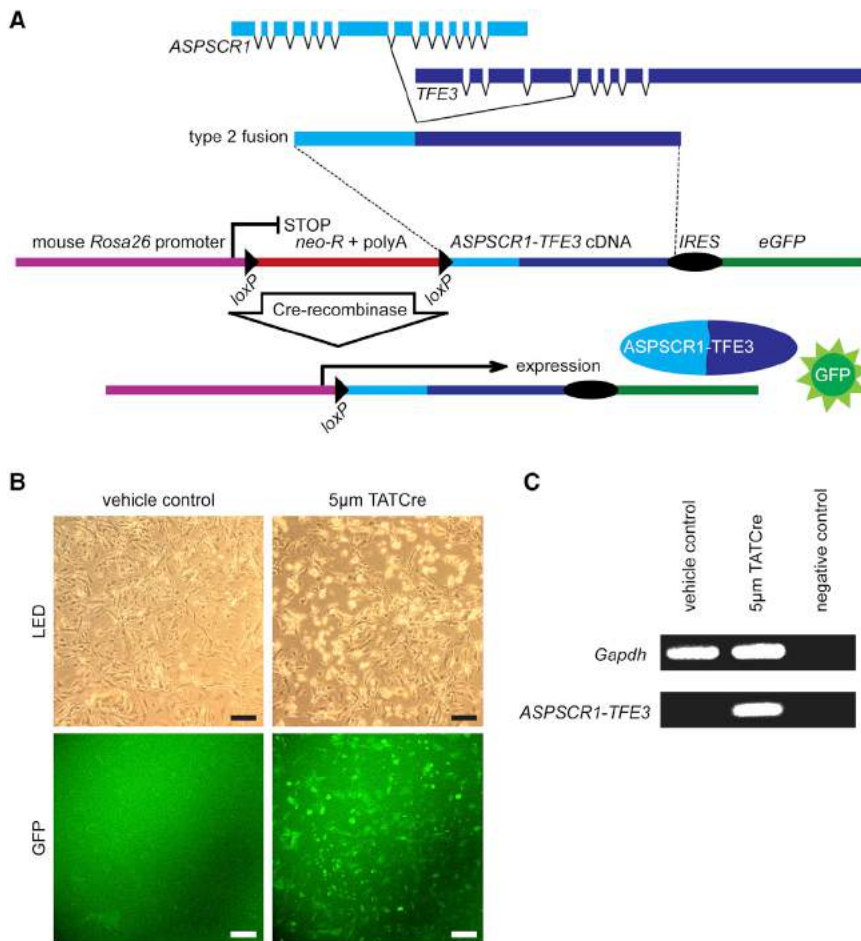 A
ASPSCR1
TFE3
type 2 fusion
STOP
mouse Rosa26 promoter
neo-R + polyA
ASPSCR1-TFE3 cDNA
IRES
eGFP
loxP
loxP
Cre-recombinase
ASPSCR1-TFE3
expression
GFP
loxP
B
vehicle control
5µm TATCre
LED
GFP
C
vehicle control
5µm TATCre
negative control
Gapdh
ASPSCR1-TFE3